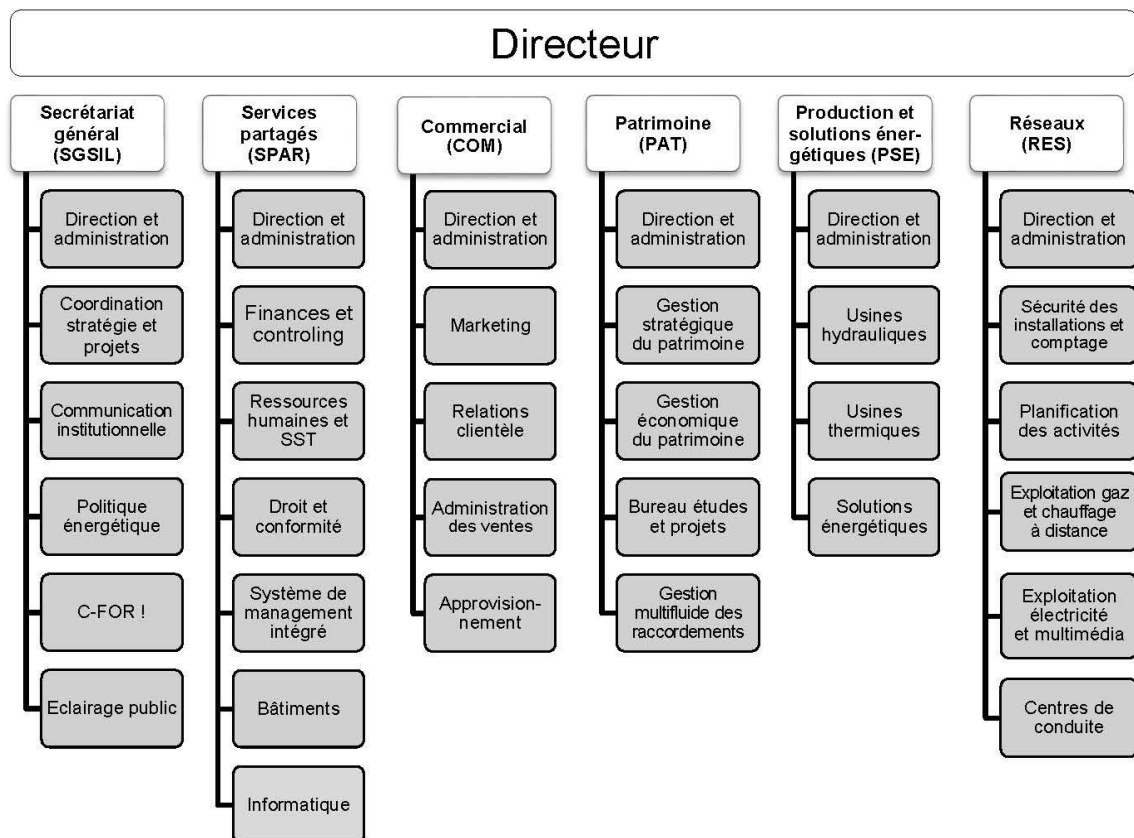 Directeur
Secrétariat
général
(SGSIL)
Direction et
administration
Coordination
stratégie et
projets
Communication
institutionnelle
Politique
énergétique
C-FOR !
Eclairage public
Services
partagés
(SPAR)
Direction et
administration
Finances et
controling
Ressources
humaines et
SST
Droit et
conformité
Système de
management
intégré
Bâtiments
Informatique
Commercial
(COM)
Direction et
administration
Marketing
Relations
clientèle
Administration
des ventes
Approvision-
nement
Patrimoine
(PAT)
Direction et
administration
Gestion
stratégique
du patrimoine
Gestion
économique
du patrimoine
Bureau études
et projets
Gestion
multifluide des
raccordements
Production et
solutions éner-
gétiques (PSE)
Direction et
administration
Usines
hydrauliques
Usines
thermiques
Solutions
énergétiques
Réseaux
(RES)
Direction et
administration
Sécurité des
installations et
comptage
Planification
des activités
Exploitation gaz
et chauffage
à distance
Exploitation
électricité
et multimédia
Centres de
conduite